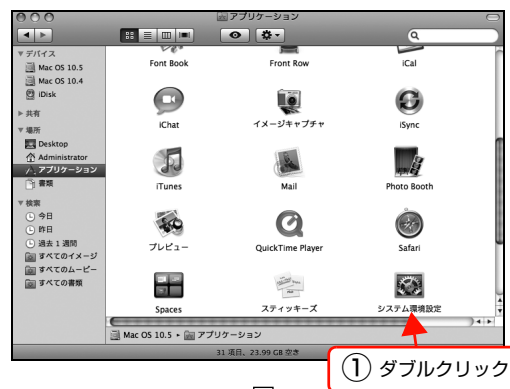 アプリケーション
デバイス
Mac OS 10.5
Mac OS 10.4
iDisk
共有
場所
Desktop
Administrator
アプリケーション
書類
検索
今日
昨日
過去 1 週間
すべてのイメージ
すべてのムービー
すべての書類
Font Book
Front Row
iCal
iChat
イメージキャプチャ
iSync
iTunes
Mail
Photo Booth
プレビュー
QuickTime Player
Safari
Spaces
スティッキーズ
システム環境設定
Mac OS 10.5 ▸ アプリケーション
31 項目、23.99 GB 空き
① ダブルクリック